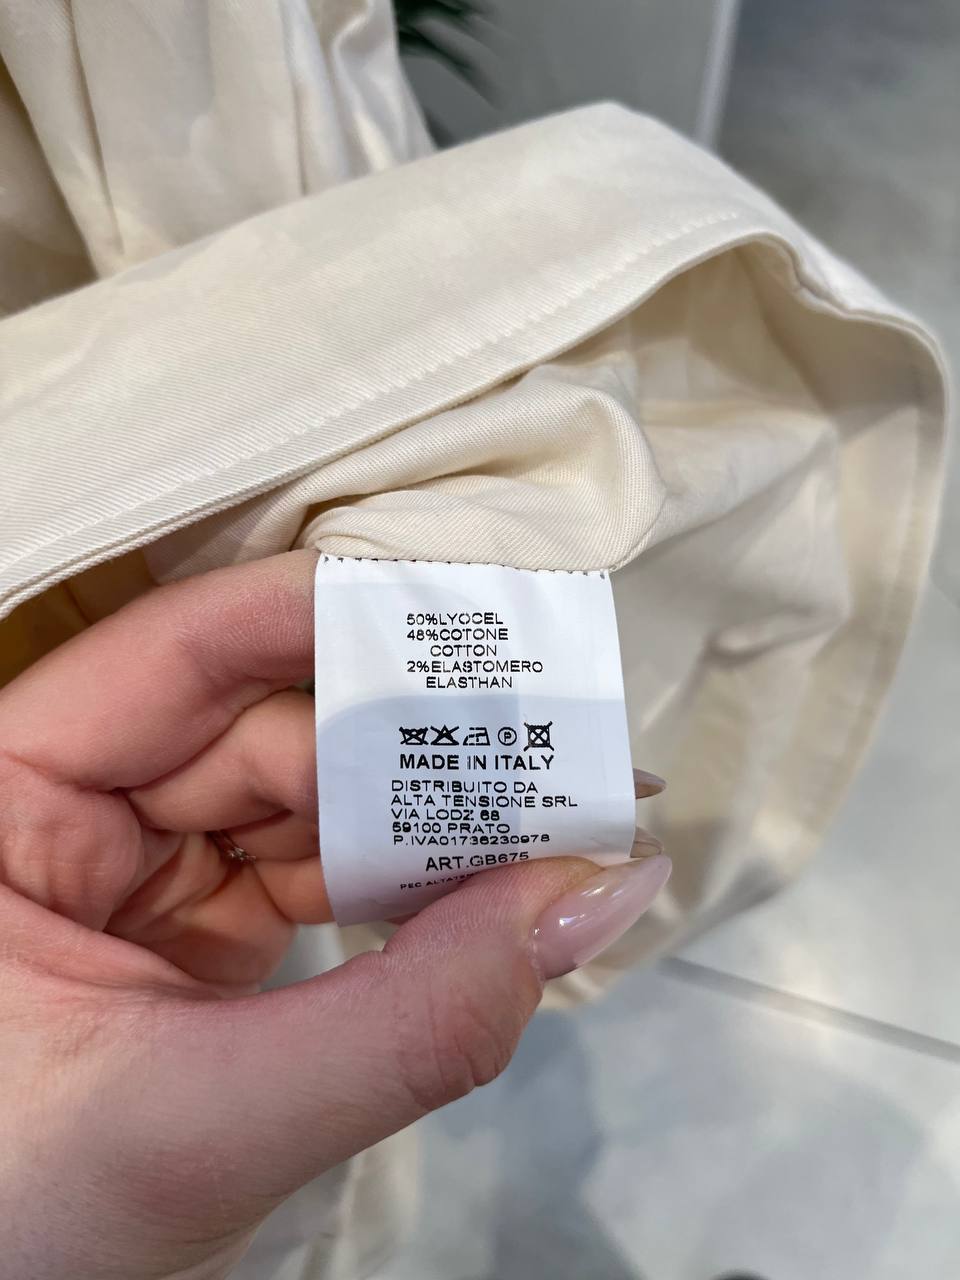 50%LYOCEL
48%COTONE
COTTON
2%ELASTOMERO
ELASTHAN
P
MADE IN ITALY
DISTRIBUITO DA
ALTA TENSIONE SRL
VIA LODZ 68
59100 PRATO
P.IVA01736230978
ART.GB675
PEC